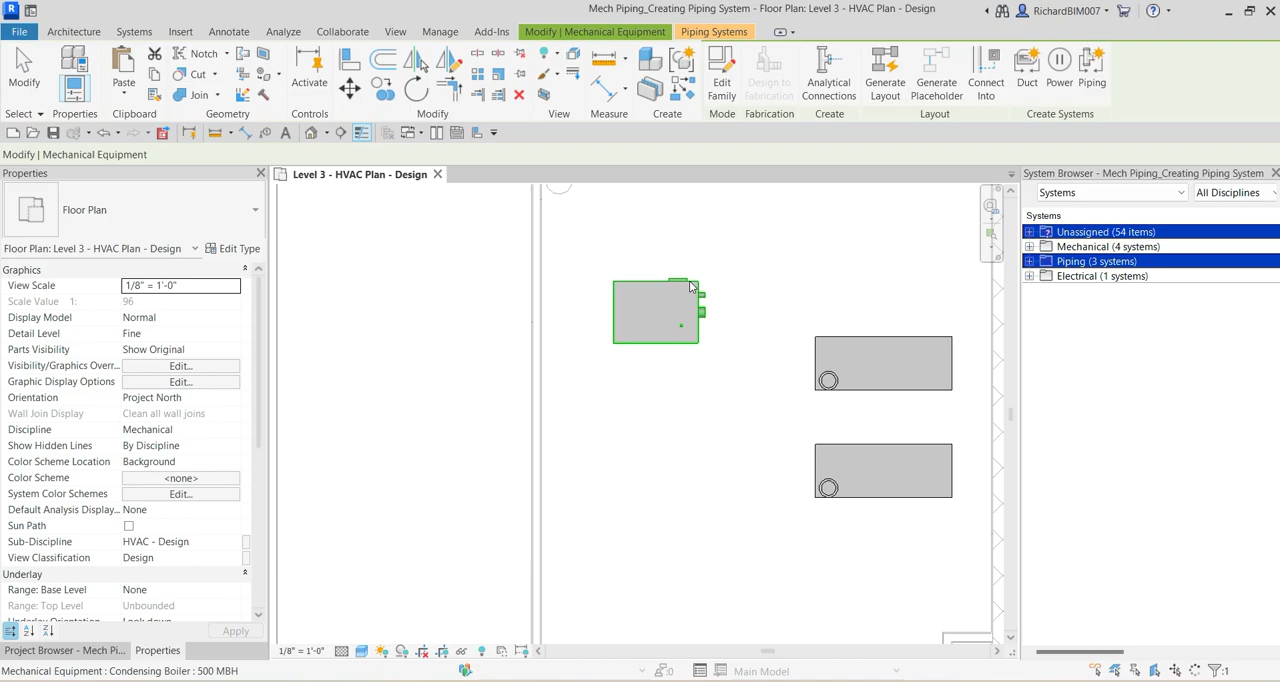 Mech Piping_Creating Piping System - Floor Plan: Level 3 - HVAC Plan - Design
RichardBIM007
File Architecture Systems Insert Annotate Analyze Collaborate View Manage Add-Ins Modify | Mechanical Equipment Piping Systems
Modify Paste Notch Cut Join Activate Edit Family Design to Fabrication Analytical Connections Generate Layout Generate Placeholder Connect Into Duct Power Piping
Select Properties Clipboard Geometry Controls Modify View Measure Create Mode Fabrication Create Layout Create Systems
Modify | Mechanical Equipment
Properties
Floor Plan
Floor Plan: Level 3 - HVAC Plan - Design Edit Type
Graphics
View Scale 1/8" = 1'-0"
Scale Value 1: 96
Display Model Normal
Detail Level Fine
Parts Visibility Show Original
Visibility/Graphics Overr... Edit...
Graphic Display Options Edit...
Orientation Project North
Wall Join Display Clean all wall joins
Discipline Mechanical
Show Hidden Lines By Discipline
Color Scheme Location Background
Color Scheme <none>
System Color Schemes Edit...
Default Analysis Display... None
Sun Path
Sub-Discipline HVAC - Design
View Classification Design
Underlay
Range: Base Level None
Range: Top Level Unbounded
Apply
Project Browser - Mech Pi... Properties
Level 3 - HVAC Plan - Design
1/8" = 1'-0"
System Browser - Mech Piping_Creating Piping System
Systems All Disciplines
Systems
Unassigned (54 items)
Mechanical (4 systems)
Piping (3 systems)
Electrical (1 systems)
Mechanical Equipment : Condensing Boiler : 500 MBH
:0 Main Model :1